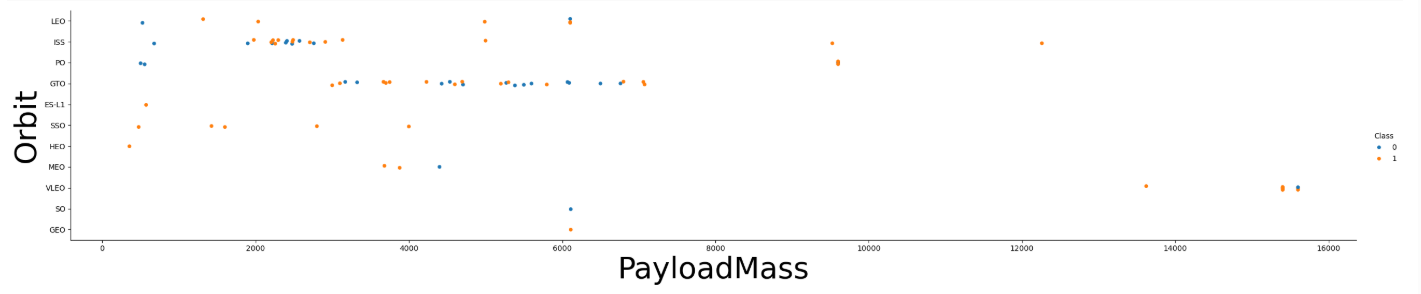 LEO
ISS
PO
GTO
ES-L1
SSO
HEO
MEO
VLEO
SO
GEO
Orbit
0 2000 4000 6000 8000 10000 12000 14000 16000
PayloadMass
Class
0
1